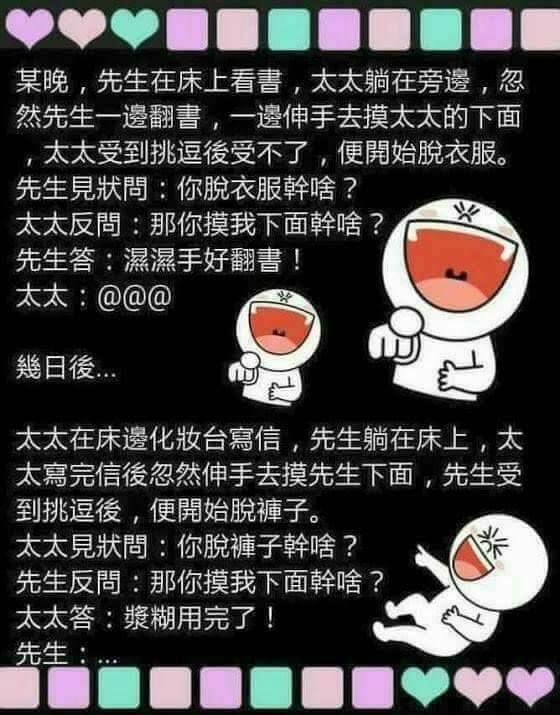 某晚，先生在床上看書，太太躺在旁邊，忽
然先生一邊翻書，一邊伸手去摸太太的下面
，太太受到挑逗後受不了，便開始脫衣服。
先生見狀問：你脫衣服幹啥？
太太反問：那你摸我下面幹啥？
先生答：濕濕手好翻書！
太太：@@@
幾日後...
太太在床邊化妝台寫信，先生躺在床上，太
太寫完信後忽然伸手去摸先生下面，先生受
到挑逗後，便開始脫褲子。
太太見狀問：你脫褲子幹啥？
先生反問：那你摸我下面幹啥？
太太答：漿糊用完了！
先生：...